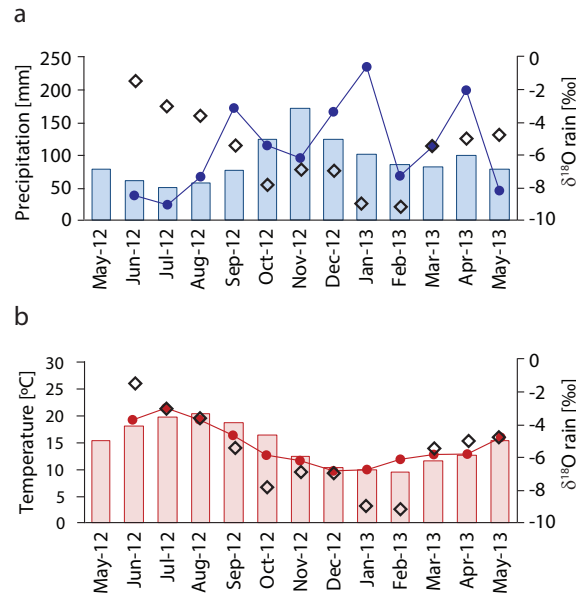 a
Precipitation [mm]
250
200
150
100
50
0
0
-2
-4
-6
-8
-10
δ¹⁸O rain [‰]
May-12
Jun-12
Jul-12
Aug-12
Sep-12
Oct-12
Nov-12
Dec-12
Jan-13
Feb-13
Mar-13
Apr-13
May-13
b
Temperature [ºC]
30
25
20
15
10
5
0
0
-2
-4
-6
-8
-10
δ¹⁸O rain [‰]
May-12
Jun-12
Jul-12
Aug-12
Sep-12
Oct-12
Nov-12
Dec-12
Jan-13
Feb-13
Mar-13
Apr-13
May-13